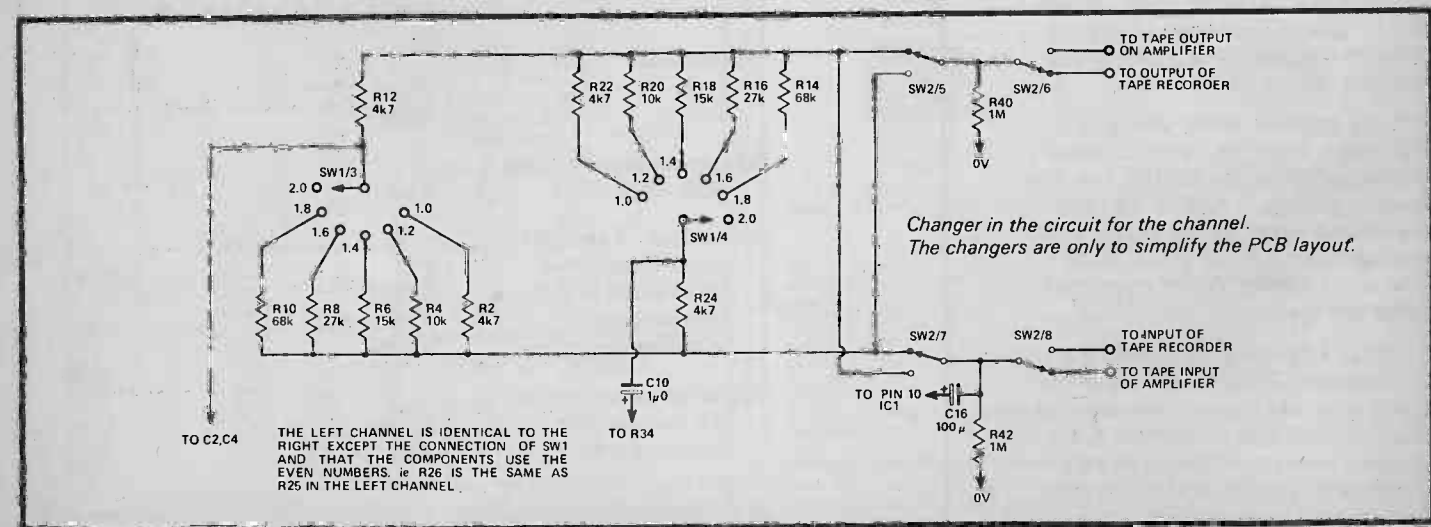 TD TAPE OUTPUT
ON AMPLIFIER
TO OUTPUT OF
TAPE RECOROER
R12
4k7
R22
4k7
R20
10k
R18
15k
R16
27k
R14
68k
SW2/5
SW2/6
R40
1M
0V
SW1/3
2.0
1.8
1.6
1.4
1.2
1.0
1.0
1.2
1.4
1.6
1.8
2.0
SW1/4
Changer in the circuit for the channel.
The changers are only to simplify the PCB layout.
R10
68k
R8
27k
R6
15k
R4
10k
R2
4k7
R24
4k7
SW2/7
SW2/8
TO INPUT OF
TAPE RECORDER
TO TAPE INPUT
OF AMPLIFIER
C10
1μ0
+
TO R34
TO PIN 10
IC1
+
C16
100μ
R42
1M
0V
TO C2,C4
THE LEFT CHANNEL IS IDENTICAL TO THE
RIGHT EXCEPT THE CONNECTION OF SW1
AND THAT THE COMPONENTS USE THE
EVEN NUMBERS. ie R26 IS THE SAME AS
R25 IN THE LEFT CHANNEL